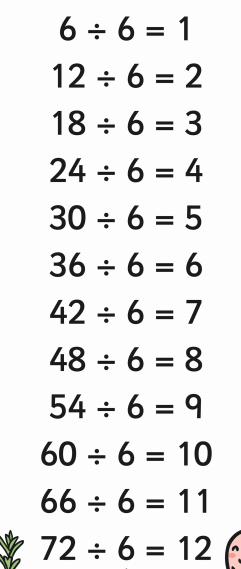 6 ÷ 6 = 1
12 ÷ 6 = 2
18 ÷ 6 = 3
24 ÷ 6 = 4
30 ÷ 6 = 5
36 ÷ 6 = 6
42 ÷ 6 = 7
48 ÷ 6 = 8
54 ÷ 6 = 9
60 ÷ 6 = 10
66 ÷ 6 = 11
72 ÷ 6 = 12